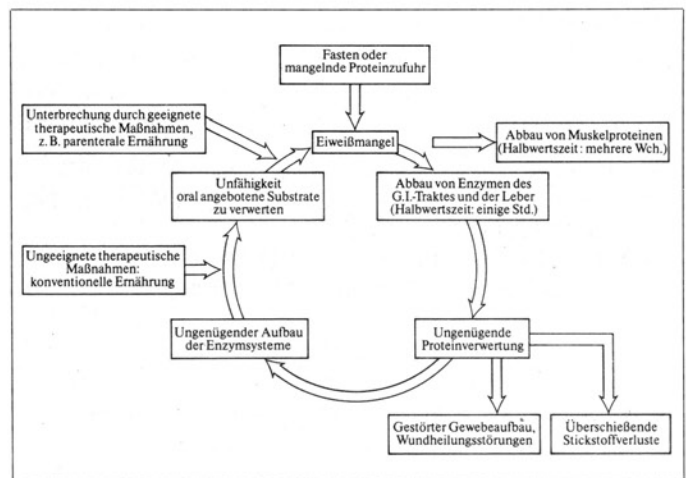 Fasten oder
mangelnde Proteinzufuhr
Unterbrechung durch geeignete
therapeutische Maßnahmen,
z. B. parenterale Ernährung
Eiweißmangel
Abbau von Muskelproteinen
(Halbwertszeit: mehrere Wch.)
Unfähigkeit
oral angebotene Substrate
zu verwerten
Abbau von Enzymen des
G.I.-Traktes und der Leber
(Halbwertszeit: einige Std.)
Ungeeignete therapeutische
Maßnahmen:
konventionelle Ernährung
Ungenügender Aufbau
der Enzymsysteme
Ungenügende
Proteinverwertung
Gestörter Gewebeaufbau,
Wundheilungsstörungen
Überschießende
Stickstoffverluste